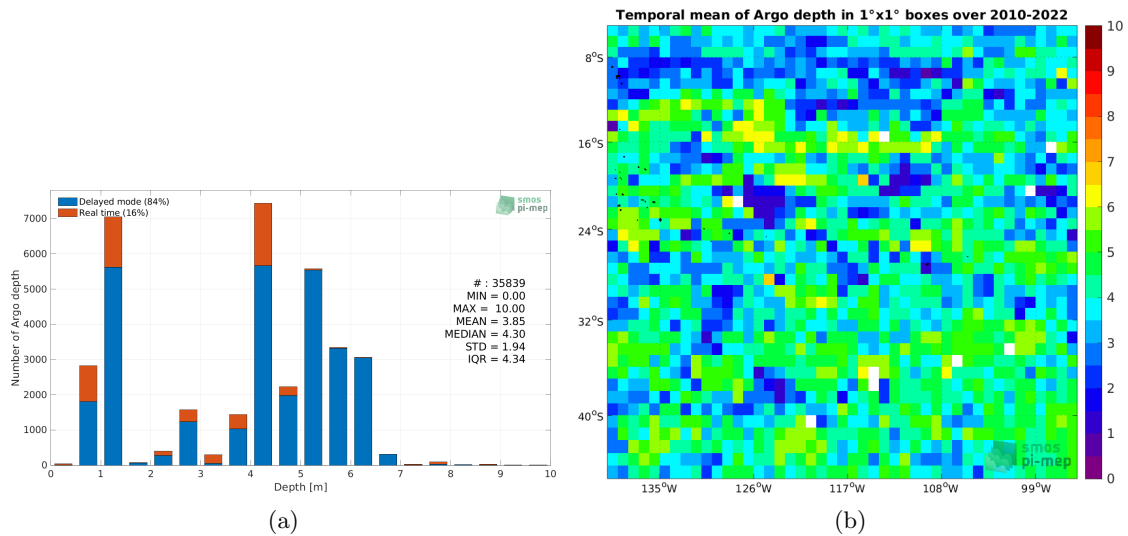 Temporal mean of Argo depth in 1°x1° boxes over 2010-2022
Delayed mode (84%)
Real time (16%)
smos
pi-mep
# : 35839
MIN = 0.00
MAX = 10.00
MEAN = 3.85
MEDIAN = 4.30
STD = 1.94
IQR = 4.34
Number of Argo depth
7000
6000
5000
4000
3000
2000
1000
0
0 1 2 3 4 5 6 7 8 9 10
Depth [m]
(a)
8°S
16°S
24°S
32°S
40°S
135°W 126°W 117°W 108°W 99°W
smos
pi-mep
10
9
8
7
6
5
4
3
2
1
0
(b)